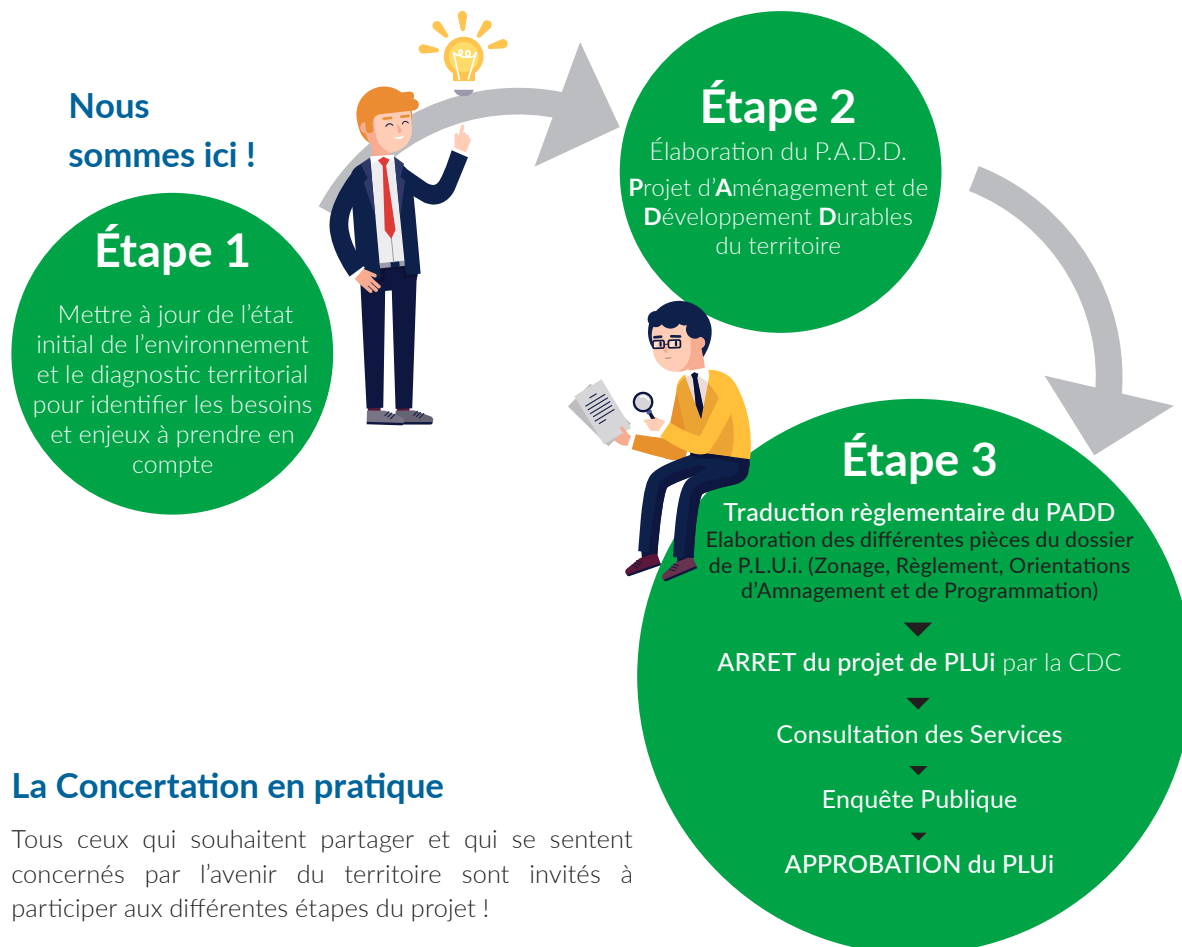 Nous
sommes ici !
Étape 1
Mettre à jour de l'état
initial de l'environnement
et le diagnostic territorial
pour identifier les besoins
et enjeux à prendre en
compte
Étape 2
Élaboration du P.A.D.D.
Projet d'Aménagement et de
Développement Durables
du territoire
Étape 3
Traduction règlementaire du PADD
Elaboration des différentes pièces du dossier
de P.L.U.i. (Zonage, Règlement, Orientations
d'Amnagement et de Programmation)
ARRET du projet de PLUi par la CDC
Consultation des Services
Enquête Publique
APPROBATION du PLUi
La Concertation en pratique
Tous ceux qui souhaitent partager et qui se sentent
concernés par l'avenir du territoire sont invités à
participer aux différentes étapes du projet !